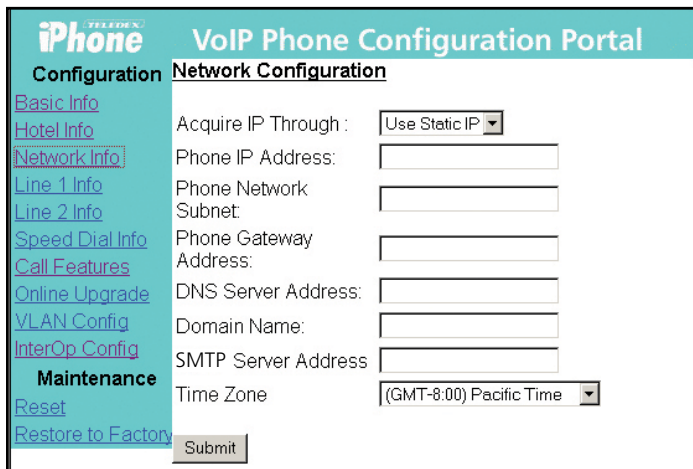 TELEDEX
iPhone
VoIP Phone Configuration Portal
Configuration
Basic Info
Hotel Info
Network Info
Line 1 Info
Line 2 Info
Speed Dial Info
Call Features
Online Upgrade
VLAN Config
InterOp Config
Maintenance
Reset
Restore to Factory
Network Configuration
Acquire IP Through : Use Static IP
Phone IP Address:
Phone Network
Subnet:
Phone Gateway
Address:
DNS Server Address:
Domain Name:
SMTP Server Address
Time Zone (GMT-8:00) Pacific Time
Submit